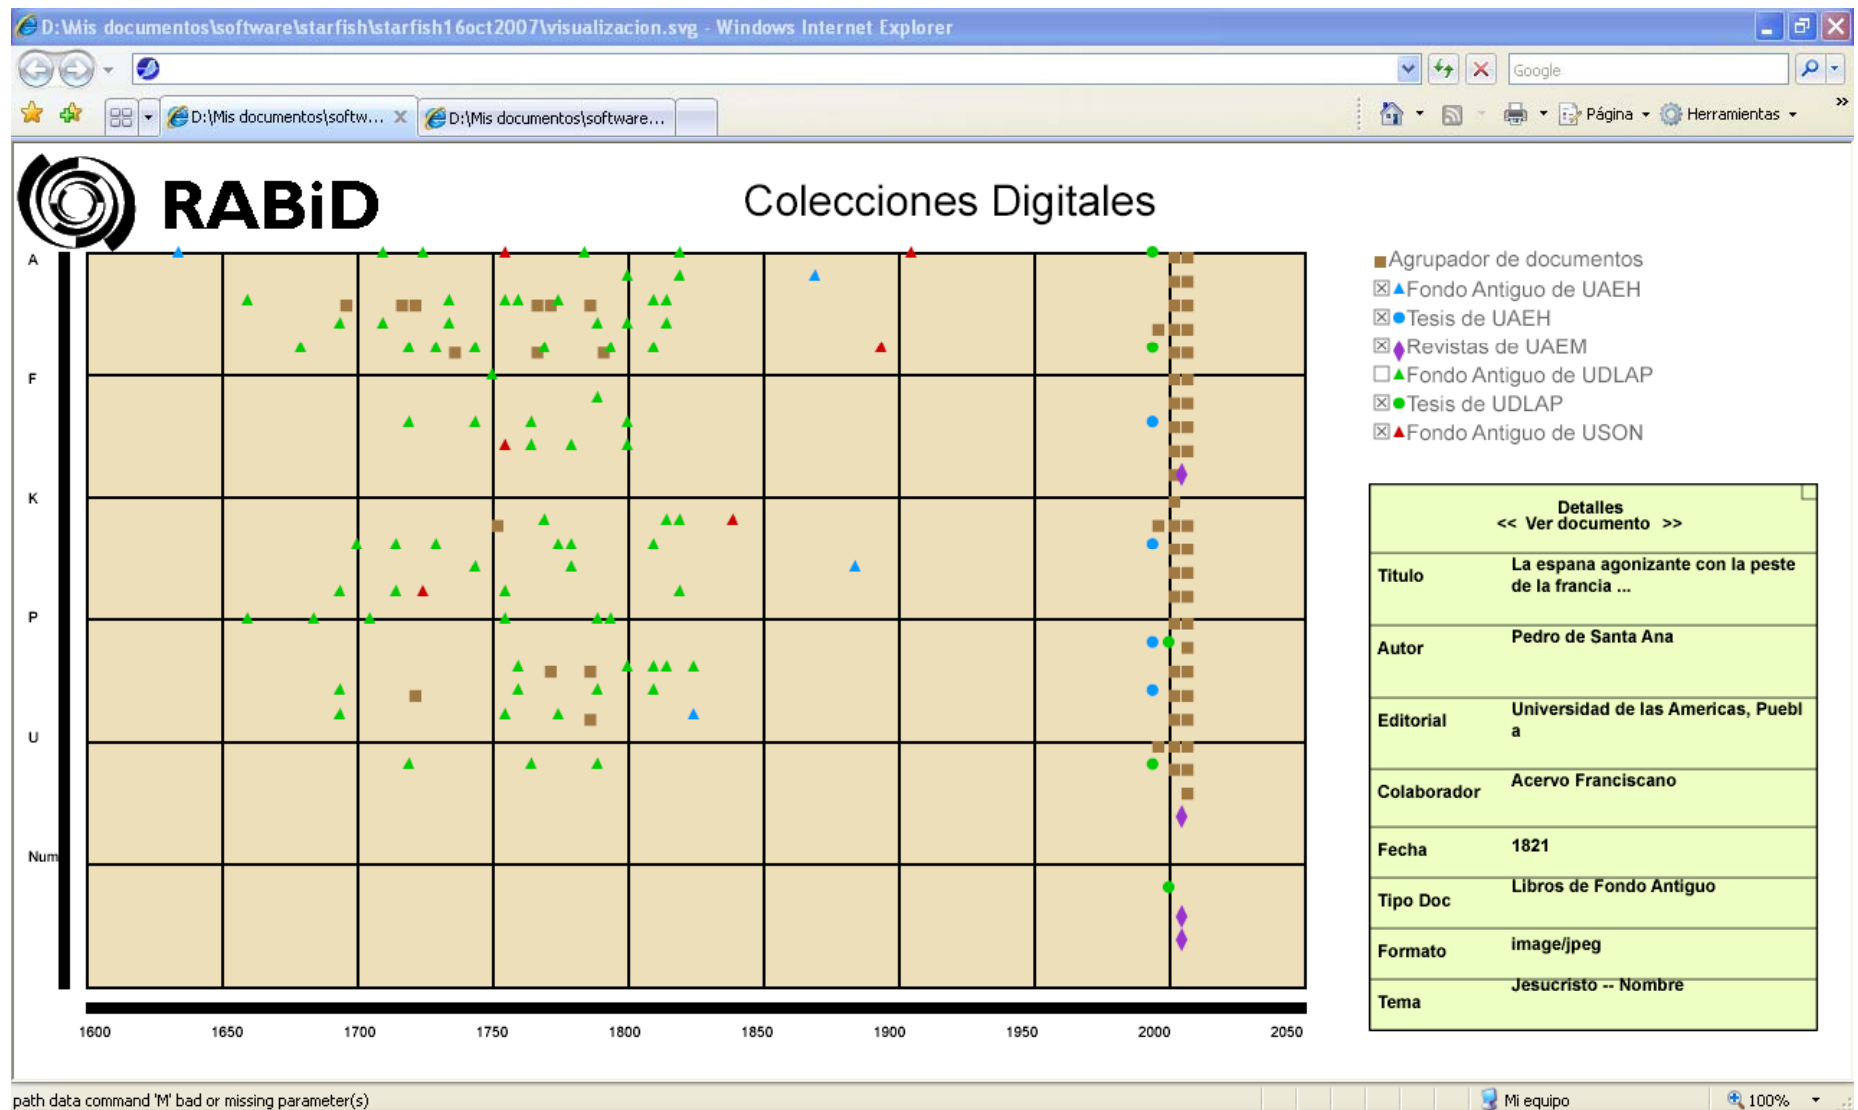 D:\Mis documentos\software\starfish\starfish16oct2007\visualizacion.svg - Windows Internet Explorer
Google
D:\Mis documentos\softw...
D:\Mis documentos\software...
Página
Herramientas
»
RABiD
Colecciones Digitales
A
F
K
P
U
Num
1600
1650
1700
1750
1800
1850
1900
1950
2000
2050
Agrupador de documentos
Fondo Antiguo de UAEH
Tesis de UAEH
Revistas de UAEM
Fondo Antiguo de UDLAP
Tesis de UDLAP
Fondo Antiguo de USON
Detalles
<< Ver documento >>
Titulo
La espana agonizante con la peste
de la francia ...
Autor
Pedro de Santa Ana
Editorial
Universidad de las Americas, Puebl
a
Colaborador
Acervo Franciscano
Fecha
1821
Tipo Doc
Libros de Fondo Antiguo
Formato
image/jpeg
Tema
Jesucristo -- Nombre
path data command 'M' bad or missing parameter(s)
Mi equipo
100%